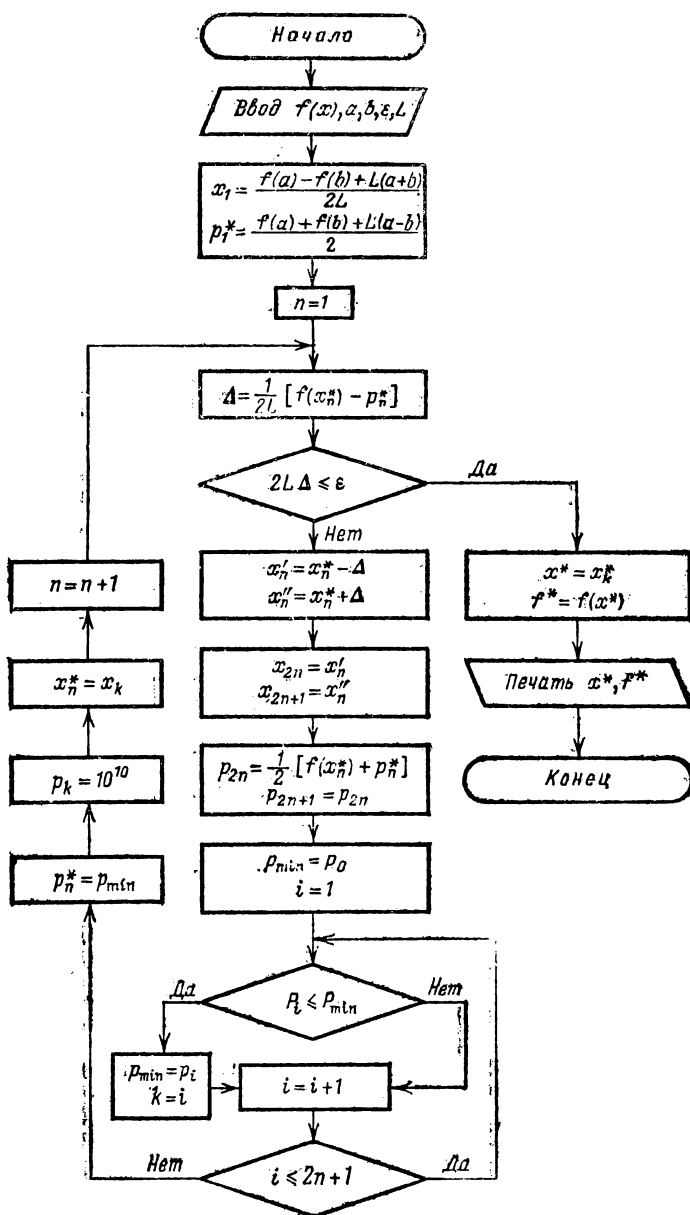 Начало
Ввод f(x), a, b, ε, L
x₁ = (f(a) − f(b) + L(a+b)) / 2L
p₁* = (f(a) + f(b) + L(a−b)) / 2
n=1
Δ = 1/2L [f(xₙ*) − pₙ*]
2LΔ ≤ ε
Да
Нет
xₙ′ = xₙ* − Δ
xₙ″ = xₙ* + Δ
x₂ₙ = xₙ′
x₂ₙ₊₁ = xₙ″
p₂ₙ = 1/2 [f(xₙ*) + pₙ*]
p₂ₙ₊₁ = p₂ₙ
pmin = p₀
i = 1
Pᵢ ≤ Pmin
Да
Нет
pmin = pᵢ
k = i
i = i+1
i ≤ 2n+1
Нет
Да
pₙ* = pmin
pₖ = 10¹⁰
xₙ* = xₖ
n = n+1
x* = xₖ*
f* = f(x*)
Печать x*, f*
Конец